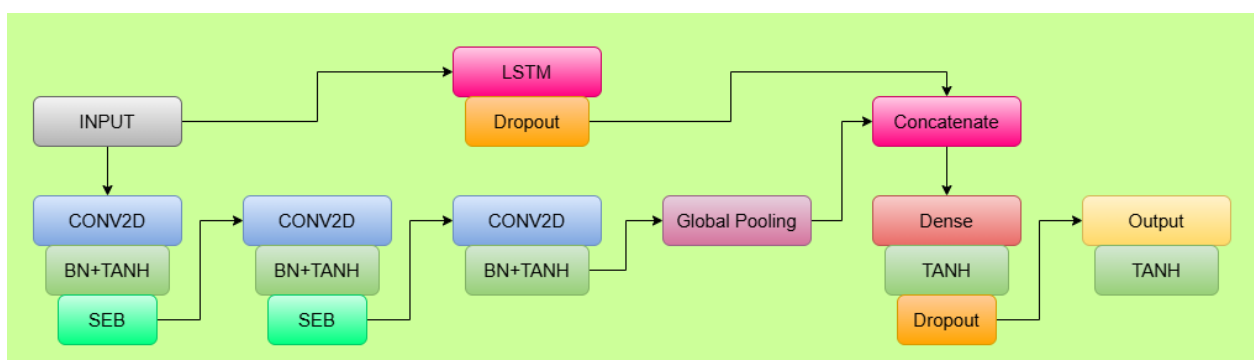 LSTM
Dropout
INPUT
Concatenate
CONV2D
BN+TANH
SEB
CONV2D
BN+TANH
SEB
CONV2D
BN+TANH
Global Pooling
Dense
TANH
Dropout
Output
TANH